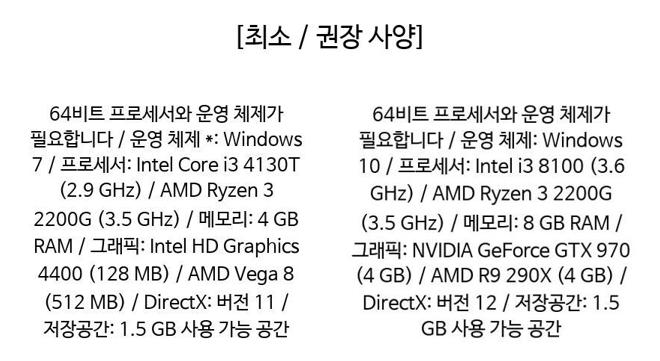 [최소 / 권장 사양]
64비트 프로세서와 운영 체제가
필요합니다 / 운영 체제 *: Windows
7 / 프로세서: Intel Core i3 4130T
(2.9 GHz) / AMD Ryzen 3
2200G (3.5 GHz) / 메모리: 4 GB
RAM / 그래픽: Intel HD Graphics
4400 (128 MB) / AMD Vega 8
(512 MB) / DirectX: 버전 11 /
저장공간: 1.5 GB 사용 가능 공간
64비트 프로세서와 운영 체제가
필요합니다 / 운영 체제: Windows
10 / 프로세서: Intel i3 8100 (3.6
GHz) / AMD Ryzen 3 2200G
(3.5 GHz) / 메모리: 8 GB RAM /
그래픽: NVIDIA GeForce GTX 970
(4 GB) / AMD R9 290X (4 GB) /
DirectX: 버전 12 / 저장공간: 1.5
GB 사용 가능 공간